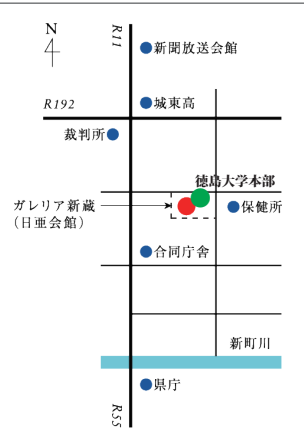 N
R11
新聞放送会館
R192
城東高
裁判所
徳島大学本部
ガレリア新蔵
（日亜会館）
保健所
合同庁舎
新町川
県庁
R55